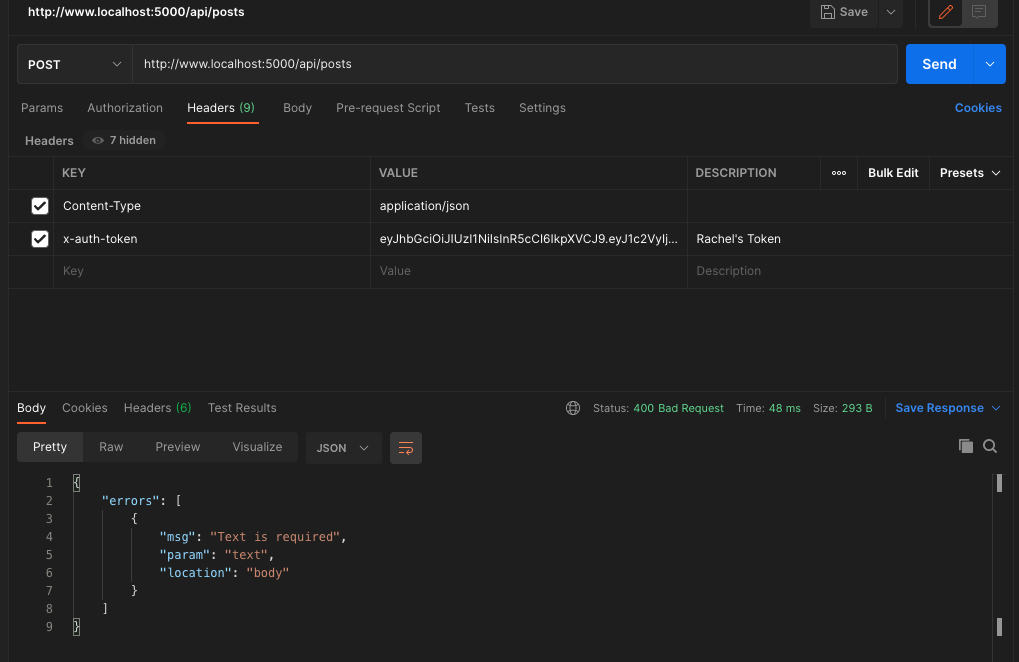 http://www.localhost:5000/api/posts Save
POST http://www.localhost:5000/api/posts Send
Params Authorization Headers (9) Body Pre-request Script Tests Settings Cookies
Headers 7 hidden
KEY VALUE DESCRIPTION Bulk Edit Presets
Content-Type application/json
x-auth-token eyJhbGciOiJIUzI1NiIsInR5cCI6IkpXVCJ9.eyJ1c2VyIj... Rachel's Token
Key Value Description
Body Cookies Headers (6) Test Results Status: 400 Bad Request Time: 48 ms Size: 293 B Save Response
Pretty Raw Preview Visualize JSON
1 {
2 "errors": [
3 {
4 "msg": "Text is required",
5 "param": "text",
6 "location": "body"
7 }
8 ]
9 }